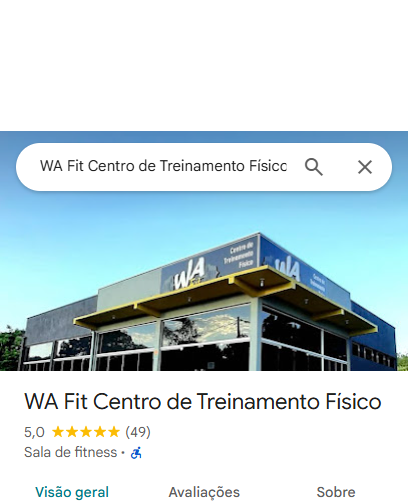 WA Fit Centro de Treinamento Físico
WA
Centro de
Treinamento
Físico
WA
WA Fit Centro de Treinamento Físico
5,0 (49)
Sala de fitness ·
Visão geral Avaliações Sobre